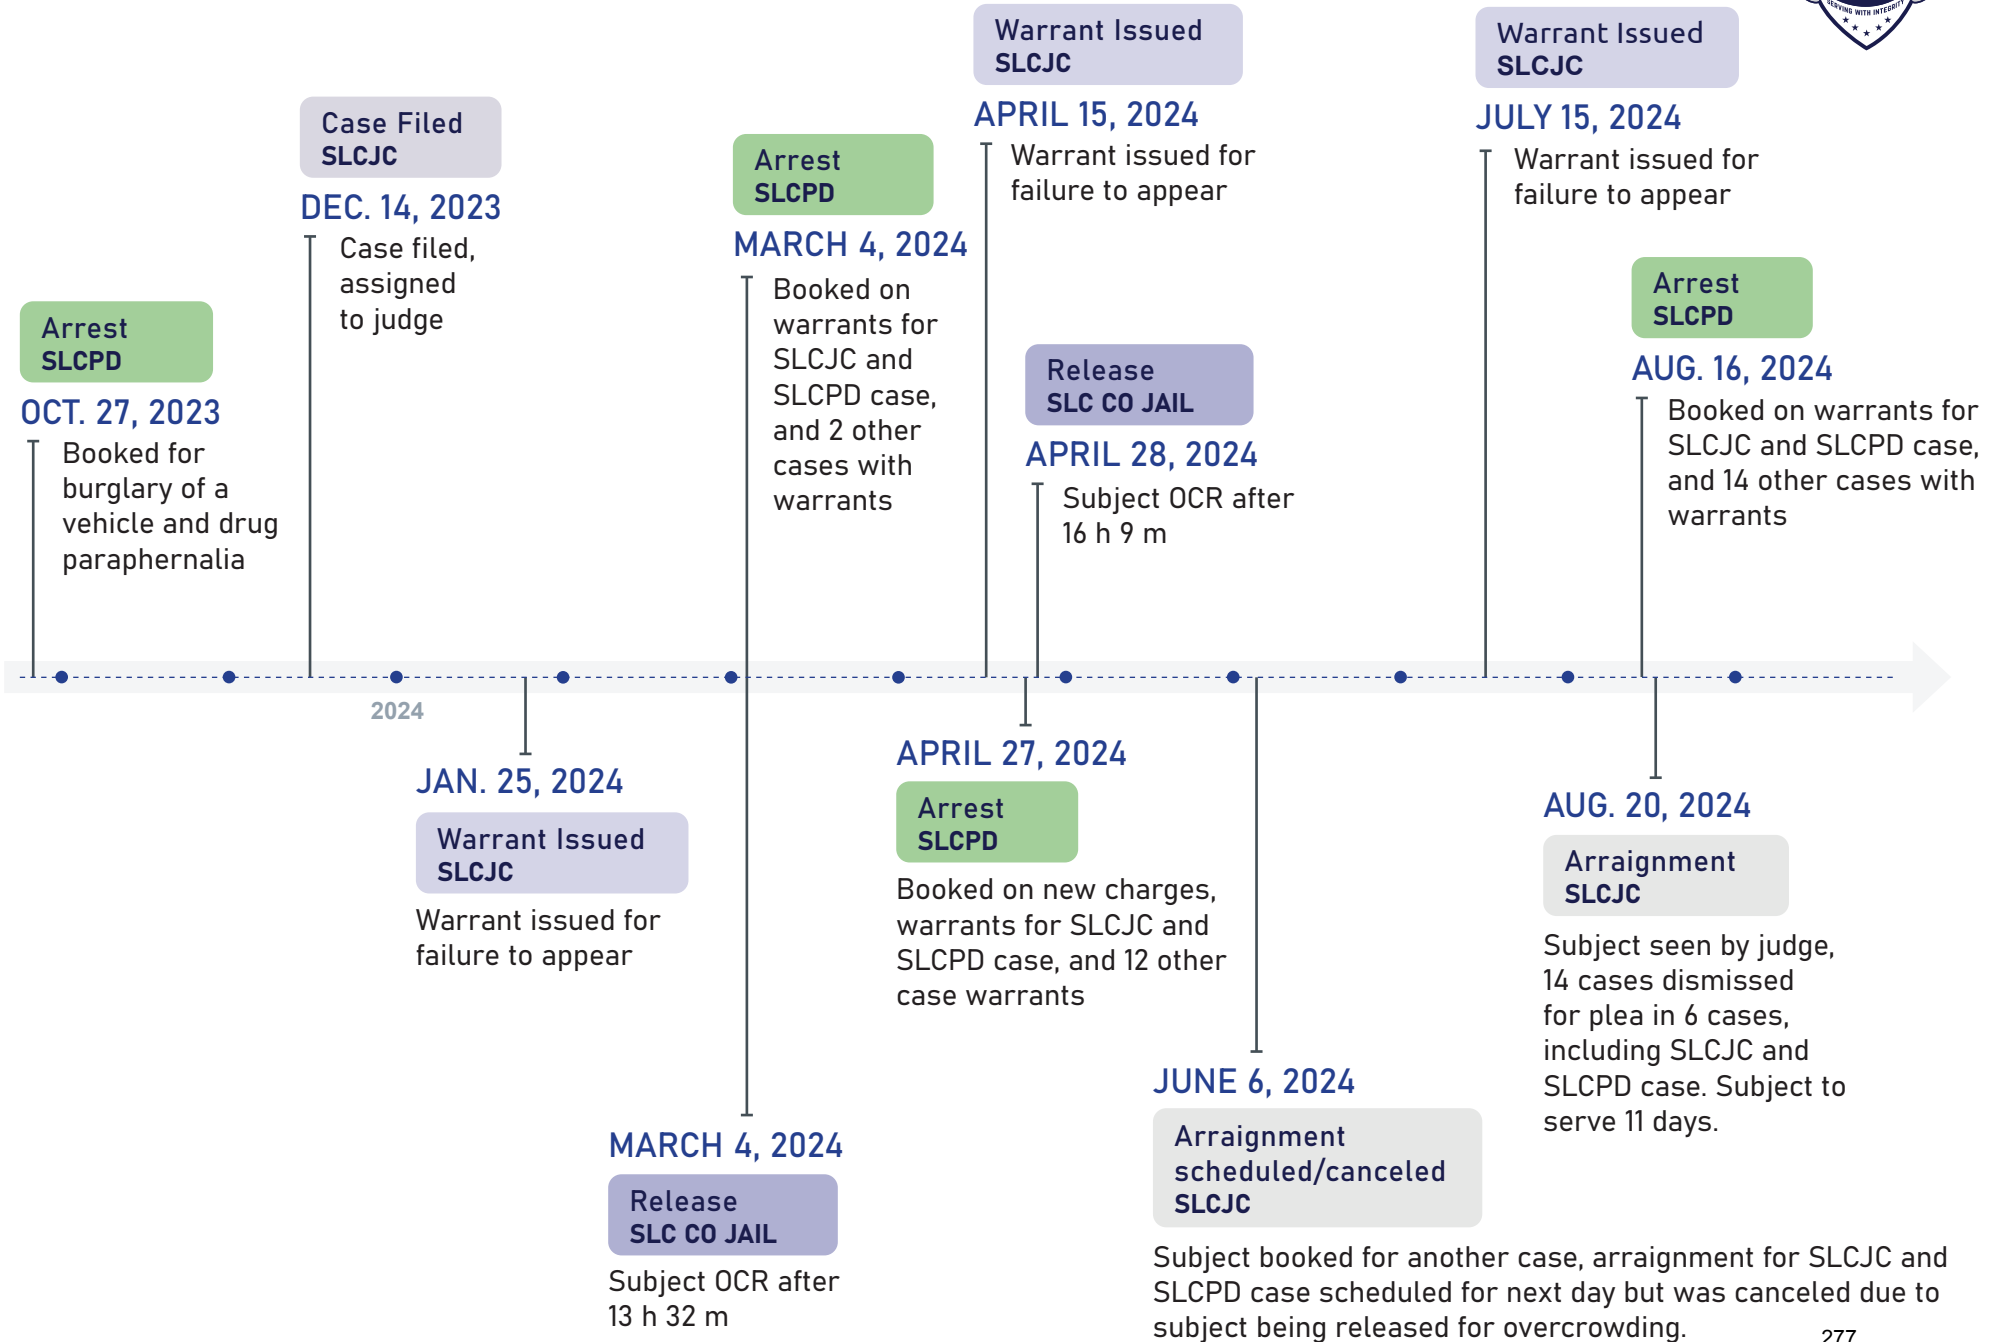 SERVING WITH INTEGRITY
Arrest
SLCPD
OCT. 27, 2023
Booked for
burglary of a
vehicle and drug
paraphernalia
Case Filed
SLCJC
DEC. 14, 2023
Case filed,
assigned
to judge
2024
JAN. 25, 2024
Warrant Issued
SLCJC
Warrant issued for
failure to appear
Arrest
SLCPD
MARCH 4, 2024
Booked on
warrants for
SLCJC and
SLCPD case,
and 2 other
cases with
warrants
MARCH 4, 2024
Release
SLC CO JAIL
Subject OCR after
13 h 32 m
Warrant Issued
SLCJC
APRIL 15, 2024
Warrant issued for
failure to appear
APRIL 27, 2024
Arrest
SLCPD
Booked on new charges,
warrants for SLCJC and
SLCPD case, and 12 other
case warrants
Release
SLC CO JAIL
APRIL 28, 2024
Subject OCR after
16 h 9 m
JUNE 6, 2024
Arraignment
scheduled/canceled
SLCJC
Subject booked for another case, arraignment for SLCJC and
SLCPD case scheduled for next day but was canceled due to
subject being released for overcrowding.
Warrant Issued
SLCJC
JULY 15, 2024
Warrant issued for
failure to appear
Arrest
SLCPD
AUG. 16, 2024
Booked on warrants for
SLCJC and SLCPD case,
and 14 other cases with
warrants
AUG. 20, 2024
Arraignment
SLCJC
Subject seen by judge,
14 cases dismissed
for plea in 6 cases,
including SLCJC and
SLCPD case. Subject to
serve 11 days.
277